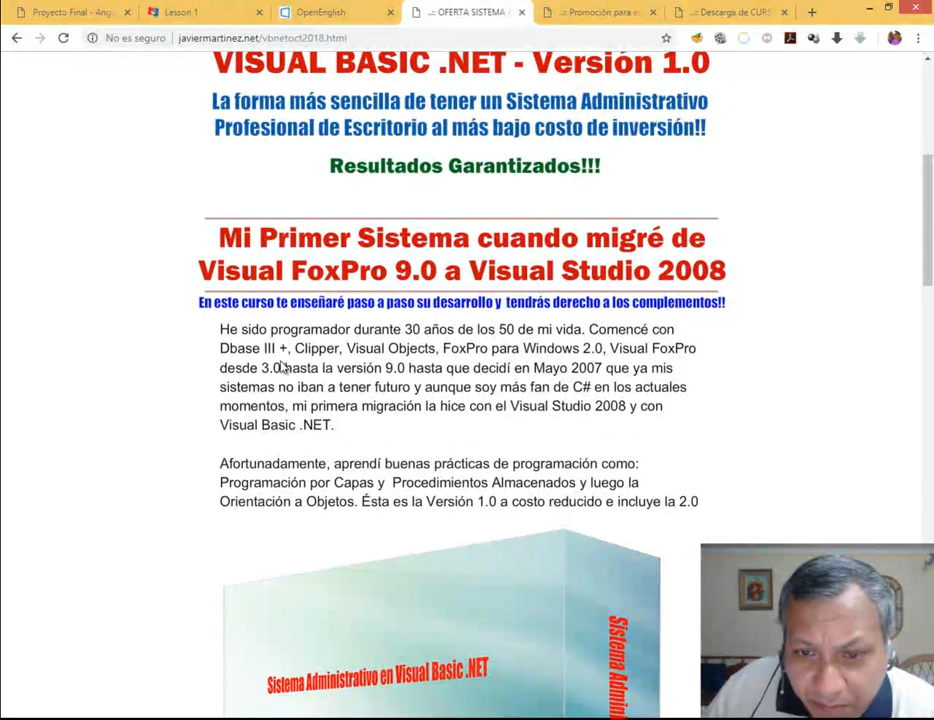 Proyecto Final - Ang
Lesson 1
OpenEnglish
..:: OFERTA SISTEMA
..:: Promoción para e
..:: Descarga de CUR
No es seguro | javiermartinez.net/vbnetoct2018.html
VISUAL BASIC .NET - Versión 1.0
La forma más sencilla de tener un Sistema Administrativo
Profesional de Escritorio al más bajo costo de inversión!!
Resultados Garantizados!!!
Mi Primer Sistema cuando migré de
Visual FoxPro 9.0 a Visual Studio 2008
En este curso te enseñaré paso a paso su desarrollo y tendrás derecho a los complementos!!
He sido programador durante 30 años de los 50 de mi vida. Comencé con
Dbase III +, Clipper, Visual Objects, FoxPro para Windows 2.0, Visual FoxPro
desde 3.0 hasta la versión 9.0 hasta que decidí en Mayo 2007 que ya mis
sistemas no iban a tener futuro y aunque soy más fan de C# en los actuales
momentos, mi primera migración la hice con el Visual Studio 2008 y con
Visual Basic .NET.
Afortunadamente, aprendí buenas prácticas de programación como:
Programación por Capas y Procedimientos Almacenados y luego la
Orientación a Objetos. Ésta es la Versión 1.0 a costo reducido e incluye la 2.0
Sistema Administrativo en Visual Basic .NET
Sistema Admini